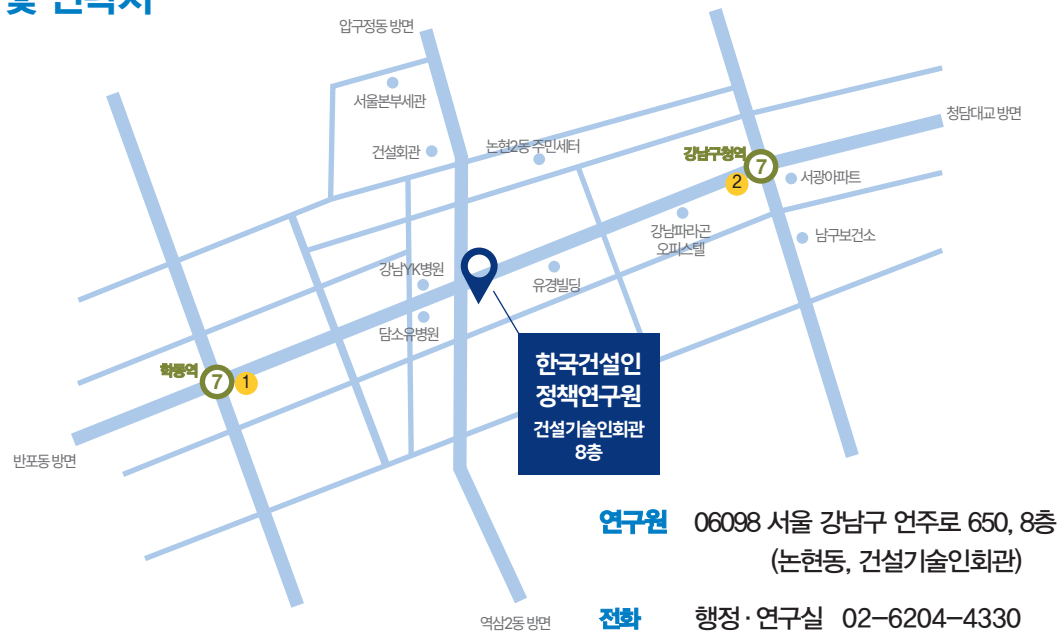 및 연락처
압구정동 방면
서울본부세관
건설회관
논현2동 주민세터
강남구청역
7
2
청담대교 방면
서광아파트
남구보건소
강남파라곤
오피스텔
유경빌딩
강남YK병원
담소유병원
학동역
7
1
반포동 방면
한국건설인
정책연구원
건설기술인회관
8층
역삼2동 방면
연구원 06098 서울 강남구 언주로 650, 8층
(논현동, 건설기술인회관)
전화 행정·연구실 02-6204-4330